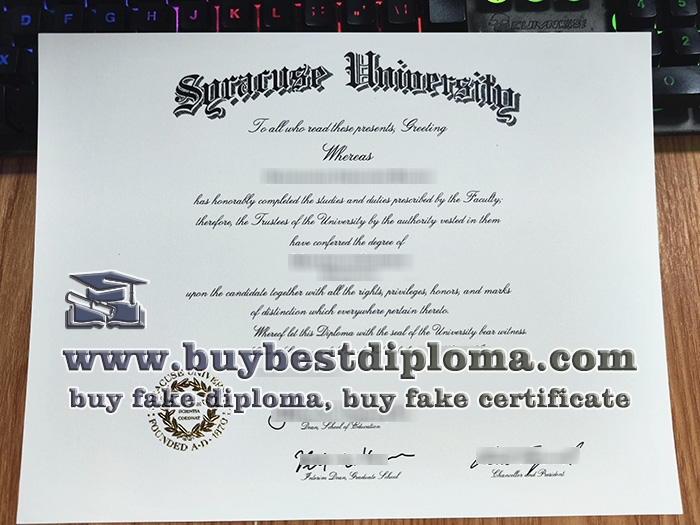 Syracuse University
To all who read these presents, Greeting
Whereas
has honorably completed the studies and duties prescribed by the Faculty;
therefore, the Trustees of the University by the authority vested in them
have conferred the degree of
upon the candidate together with all the rights, privileges, honors, and marks
of distinction which everywhere pertain thereto.
Whereof let this Diploma with the seal of the University bear witness.
www.buybestdiploma.com
buy fake diploma, buy fake certificate
SCIENTIA
CORONAT
FOUNDED A·D·1870
Dean, School of Education
Interim Dean, Graduate School
Chancellor and President